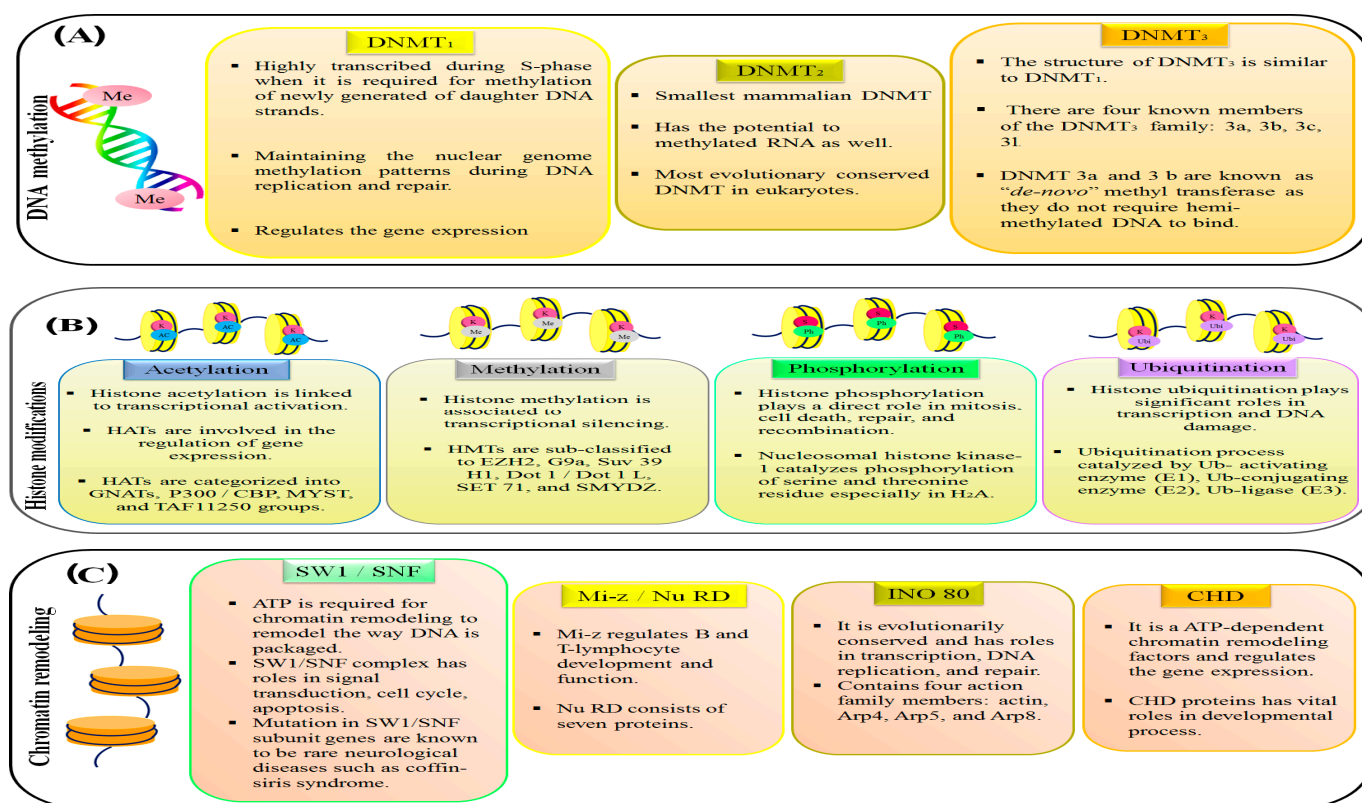 (A)
DNA methylation
Me
Me
DNMT₁
▪ Highly transcribed during S-phase
when it is required for methylation
of newly generated of daughter DNA
strands.
▪ Maintaining the nuclear genome
methylation patterns during DNA
replication and repair.
▪ Regulates the gene expression
DNMT₂
▪ Smallest mammalian DNMT
▪ Has the potential to
methylated RNA as well.
▪ Most evolutionary conserved
DNMT in eukaryotes.
DNMT₃
▪ The structure of DNMT₃ is similar
to DNMT₁.
▪ There are four known members
of the DNMT₃ family: 3a, 3b, 3c,
3l
▪ DNMT 3a and 3 b are known as
“de-novo” methyl transferase as
they do not require hemi-
methylated DNA to bind.
(B)
Histone modifications
K
AC
K
AC
K
AC
Acetylation
▪ Histone acetylation is linked
to transcriptional activation.
▪ HATs are involved in the
regulation of gene
expression.
▪ HATs are categorized into
GNATs, P300 / CBP, MYST,
and TAF11250 groups.
K
Me
K
Me
K
Me
Methylation
▪ Histone methylation is
associated to
transcriptional silencing.
▪ HMTs are sub-classified
to EZH2, G9a, Suv 39
H1, Dot 1 / Dot 1 L,
SET 71, and SMYDZ.
S
Ph
S
Ph
S
Ph
Phosphorylation
▪ Histone phosphorylation
plays a direct role in mitosis,
cell death, repair, and
recombination.
▪ Nucleosomal histone kinase-
1 catalyzes phosphorylation
of serine and threonine
residue especially in H₂A.
K
Ubi
K
Ubi
K
Ubi
Ubiquitination
▪ Histone ubiquitination plays
significant roles in
transcription and DNA
damage.
▪ Ubiquitination process
catalyzed by Ub- activating
enzyme (E1), Ub-conjugating
enzyme (E2), Ub-ligase (E3).
(C)
Chromatin remodeling
SW1 / SNF
▪ ATP is required for
chromatin remodeling to
remodel the way DNA is
packaged.
▪ SW1/SNF complex has
roles in signal
transduction, cell cycle,
apoptosis.
▪ Mutation in SW1/SNF
subunit genes are known
to be rare neurological
diseases such as coffin-
siris syndrome.
Mi-z / Nu RD
▪ Mi-z regulates B and
T-lymphocyte
development and
function.
▪ Nu RD consists of
seven proteins.
INO 80
▪ It is evolutionarily
conserved and has roles
in transcription, DNA
replication, and repair.
▪ Contains four action
family members: actin,
Arp4, Arp5, and Arp8.
CHD
▪ It is a ATP-dependent
chromatin remodeling
factors and regulates
the gene expression.
▪ CHD proteins has vital
roles in developmental
process.